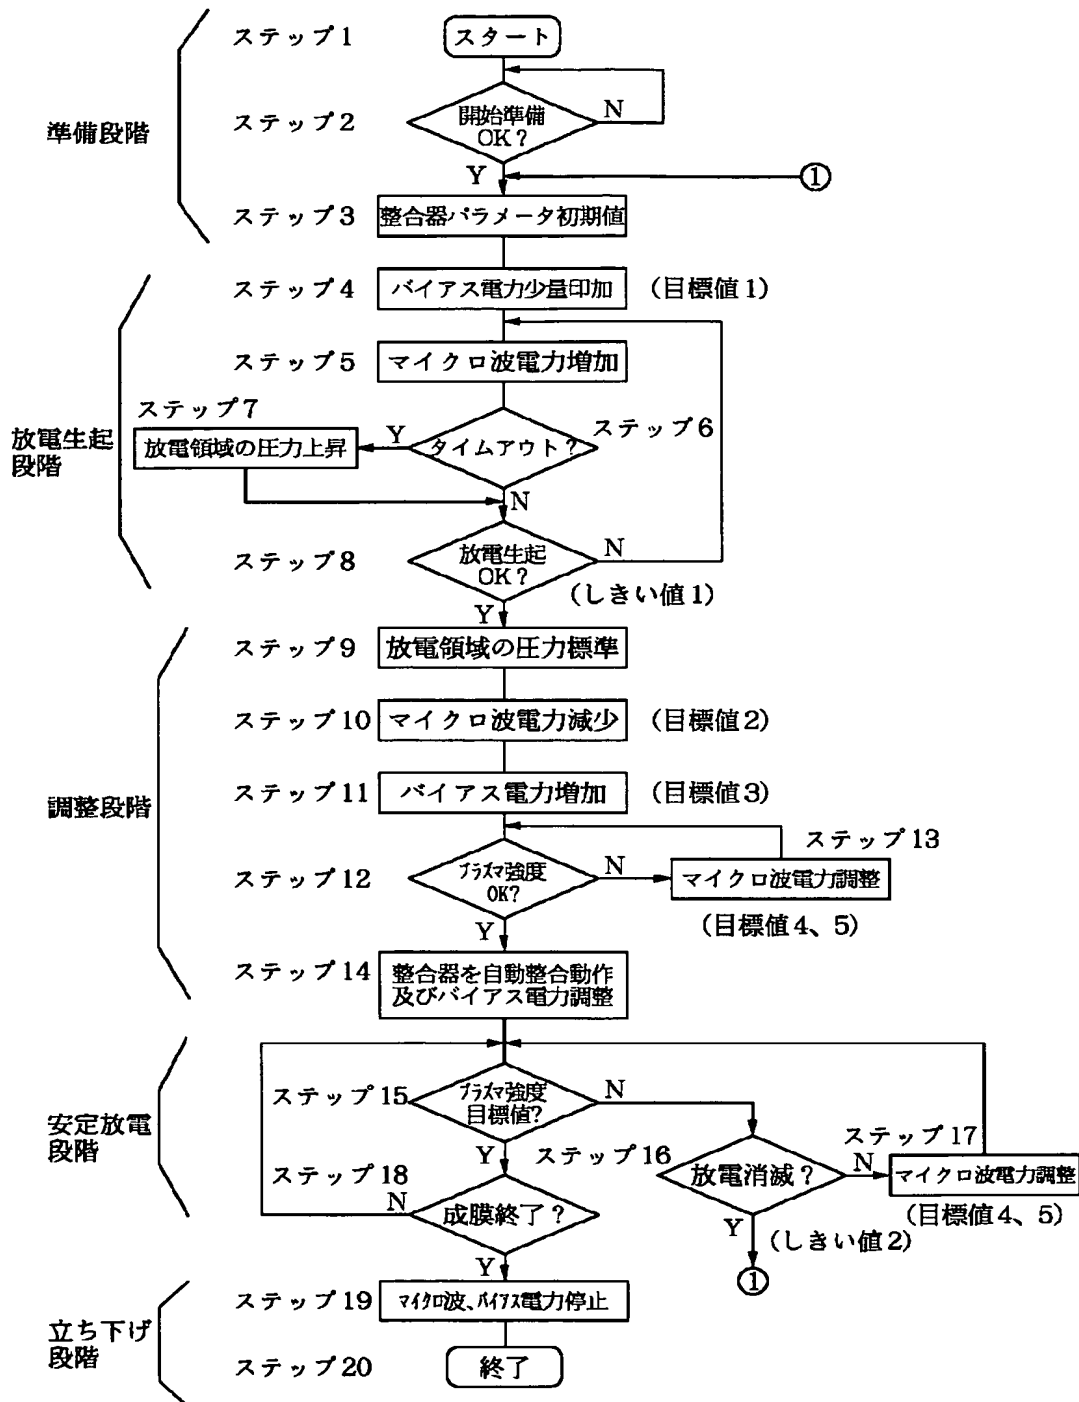 ステップ1
スタート
準備段階
ステップ2
開始準備
OK?
N
Y
①
ステップ3
整合器パラメータ初期値
ステップ4
バイアス電力少量印加
(目標値1)
ステップ5
マイクロ波電力増加
放電生起
段階
ステップ7
放電領域の圧力上昇
Y
タイムアウト?
ステップ6
N
ステップ8
放電生起
OK?
N
(しきい値1)
Y
調整段階
ステップ9
放電領域の圧力標準
ステップ10
マイクロ波電力減少
(目標値2)
ステップ11
バイアス電力増加
(目標値3)
ステップ12
プラズマ強度
OK?
N
ステップ13
マイクロ波電力調整
(目標値4、5)
Y
ステップ14
整合器を自動整合動作
及びバイアス電力調整
安定放電
段階
ステップ15
プラズマ強度
目標値?
N
Y
ステップ16
放電消滅?
N
ステップ17
マイクロ波電力調整
(目標値4、5)
ステップ18
N
成膜終了?
Y
(しきい値2)
①
Y
立ち下げ
段階
ステップ19
マイクロ波、バイアス電力停止
ステップ20
終了